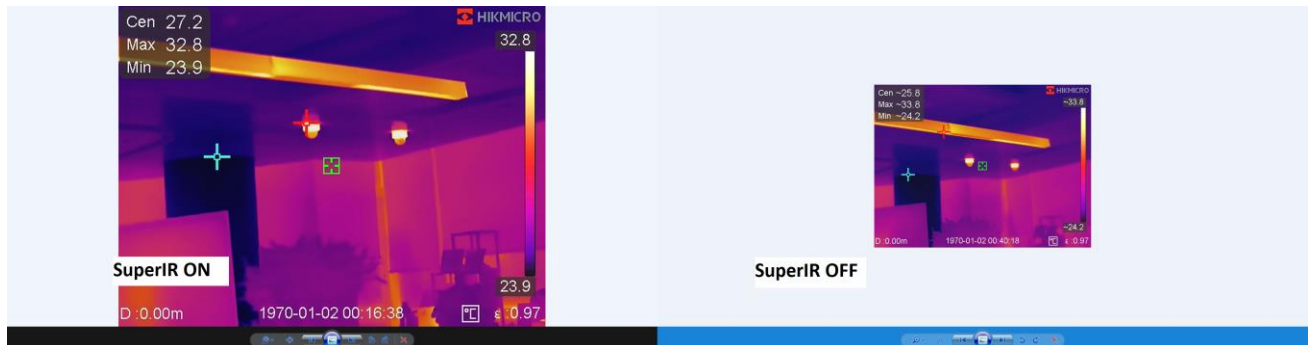 Cen 27.2
Max 32.8
Min 23.9
HIKMICRO
32.8
23.9
SuperIR ON
D :0.00m 1970-01-02 00:16:38 °C ε :0.97
Cen ~25.8
Max ~33.8
Min ~24.2
HIKMICRO
~33.8
~24.2
D :0.00m 1970-01-02 00:40:18 °C ε :0.97
SuperIR OFF